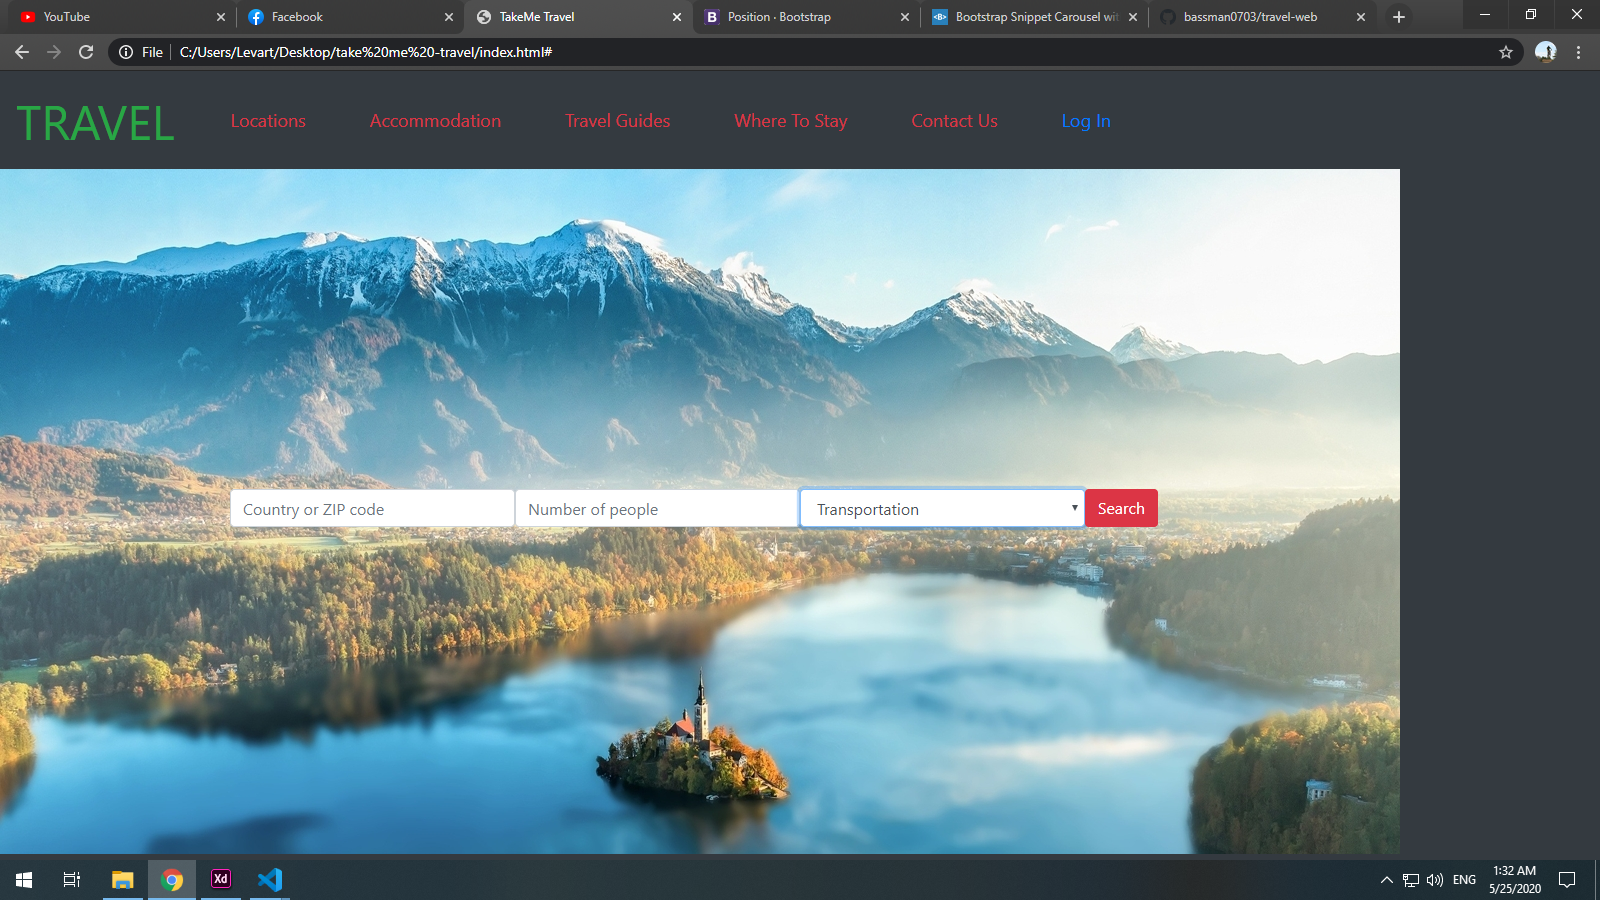 YouTube
Facebook
TakeMe Travel
B Position · Bootstrap
<B> Bootstrap Snippet Carousel wit
bassman0703/travel-web
File C:/Users/Levart/Desktop/take%20me%20-travel/index.html#
TRAVEL Locations Accommodation Travel Guides Where To Stay Contact Us Log In
Country or ZIP code Number of people Transportation Search
Xd
ENG
1:32 AM
5/25/2020